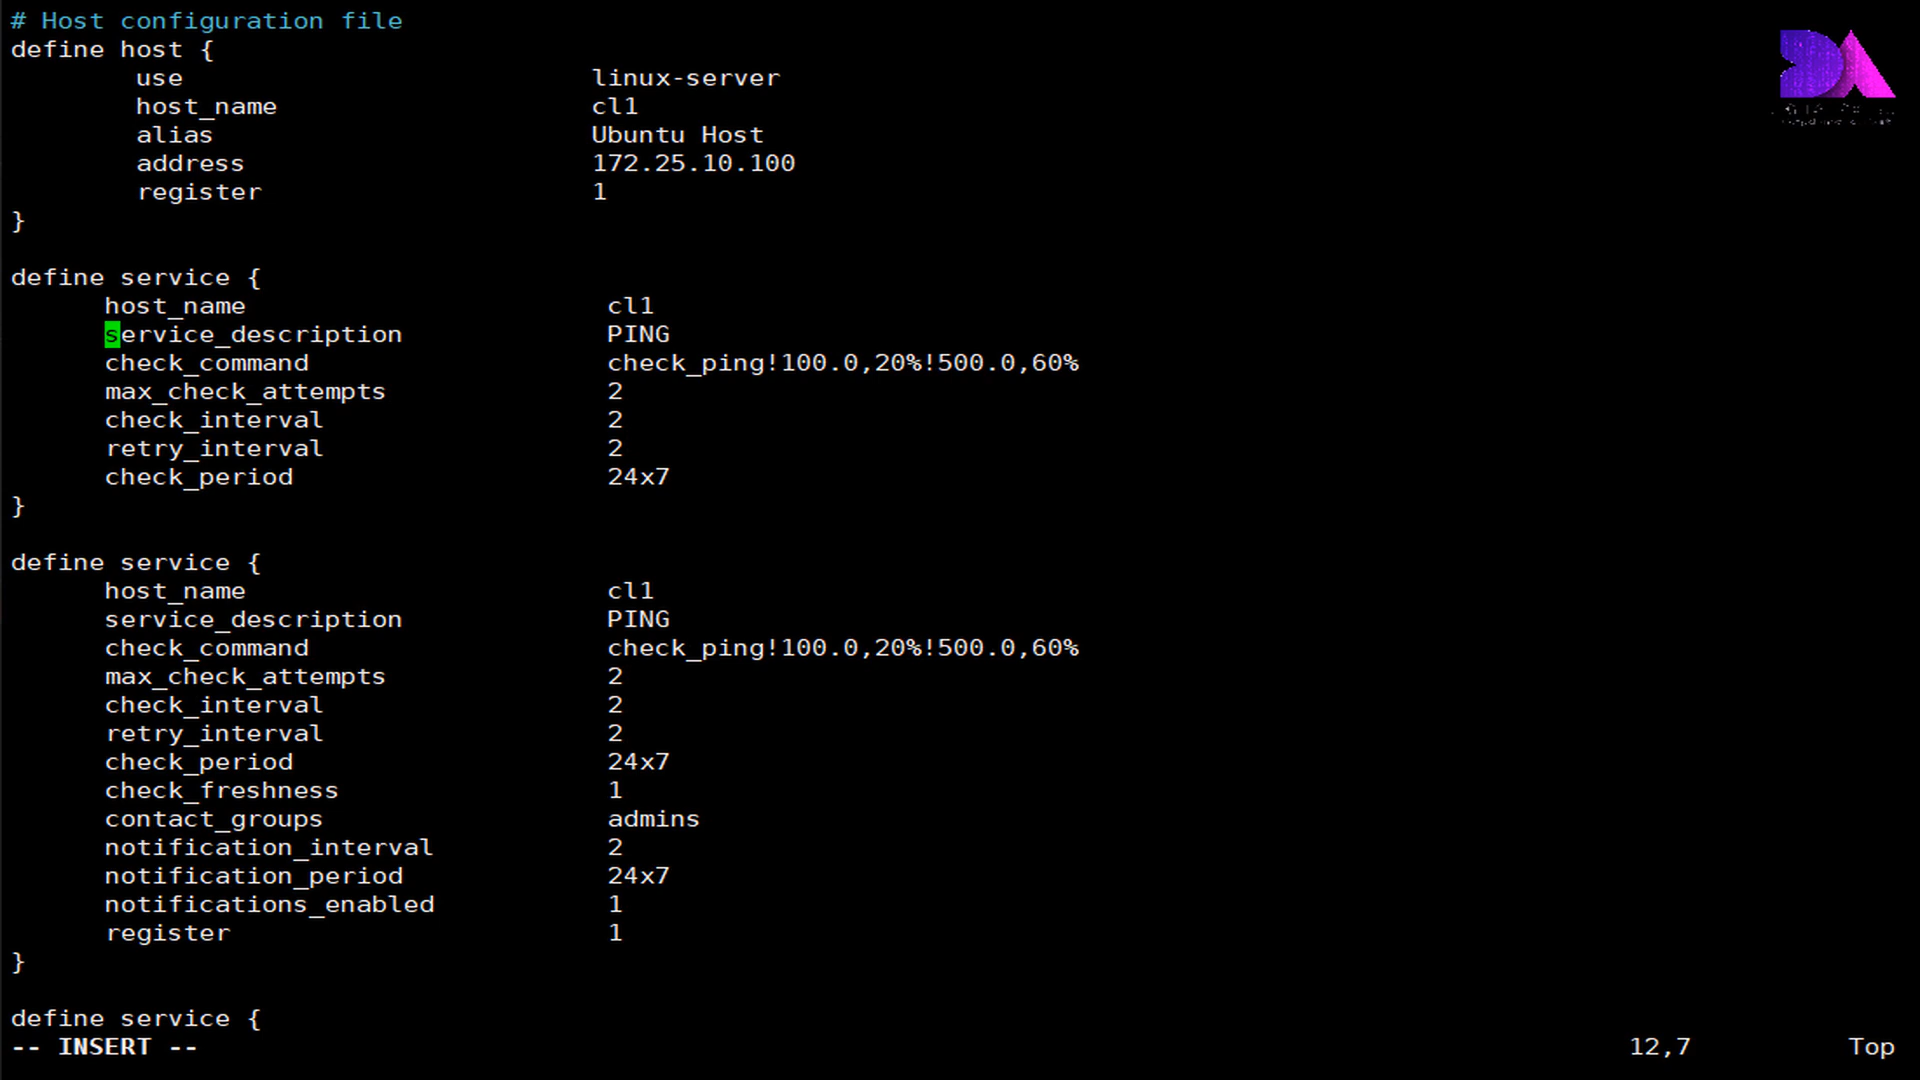 # Host configuration file
define host {
        use                          linux-server
        host_name                    cl1
        alias                        Ubuntu Host
        address                      172.25.10.100
        register                     1
}

define service {
      host_name                       cl1
      service_description             PING
      check_command                   check_ping!100.0,20%!500.0,60%
      max_check_attempts              2
      check_interval                  2
      retry_interval                  2
      check_period                    24x7
}

define service {
      host_name                       cl1
      service_description             PING
      check_command                   check_ping!100.0,20%!500.0,60%
      max_check_attempts              2
      check_interval                  2
      retry_interval                  2
      check_period                    24x7
      check_freshness                 1
      contact_groups                  admins
      notification_interval           2
      notification_period             24x7
      notifications_enabled           1
      register                        1
}

define service {
-- INSERT --                                                12,7          Top